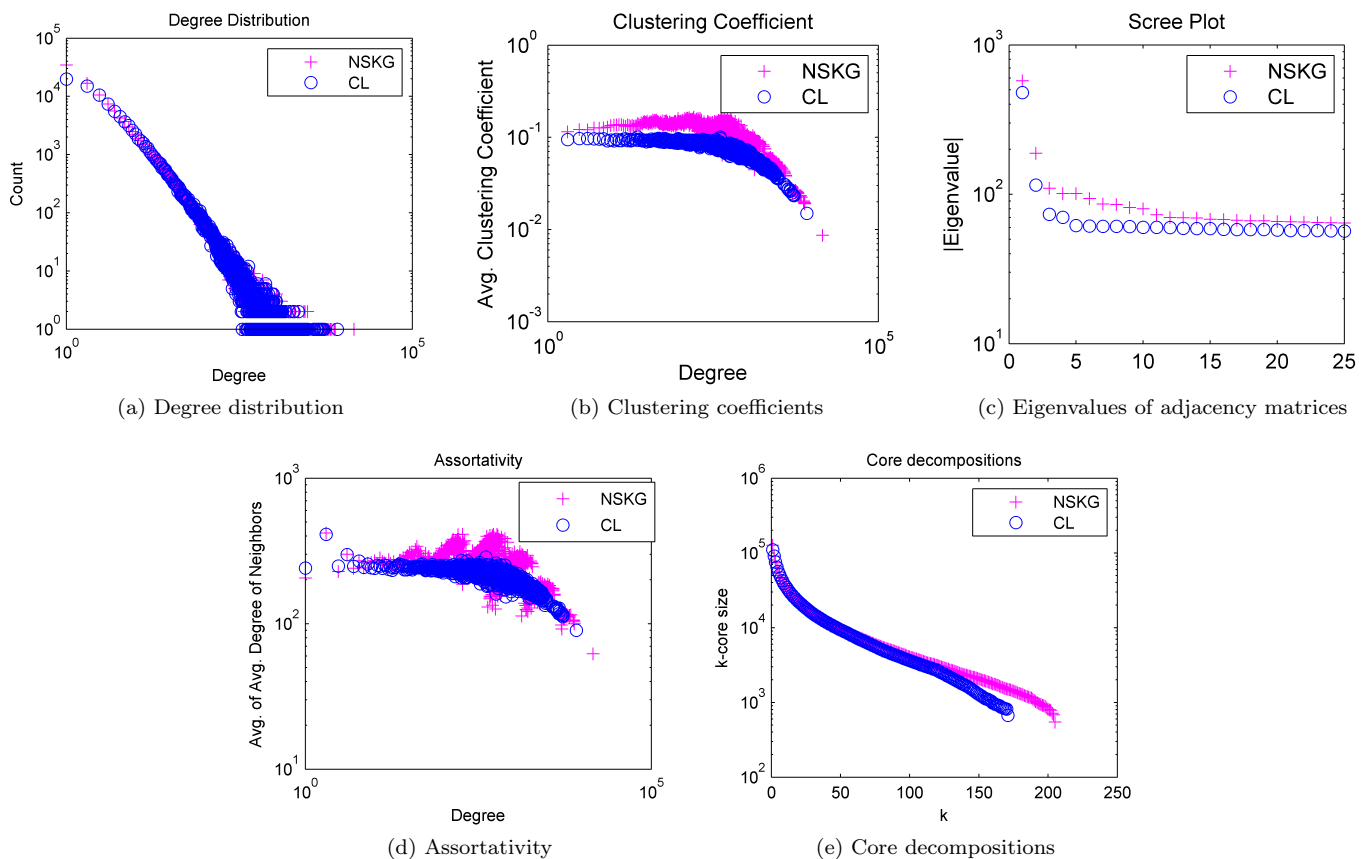 Degree Distribution
10^5
10^4
10^3
10^2
10^1
10^0
Count
NSKG
CL
10^0
10^5
Degree
(a) Degree distribution
Clustering Coefficient
10^0
10^-1
10^-2
10^-3
Avg. Clustering Coefficient
NSKG
CL
10^0
10^5
Degree
(b) Clustering coefficients
Scree Plot
10^3
10^2
10^1
|Eigenvalue|
NSKG
CL
0 5 10 15 20 25
(c) Eigenvalues of adjacency matrices
Assortativity
10^3
10^2
10^1
Avg. of Avg. Degree of Neighbors
NSKG
CL
10^0
10^5
Degree
(d) Assortativity
Core decompositions
10^6
10^5
10^4
10^3
10^2
k-core size
NSKG
CL
0 50 100 150 200 250
k
(e) Core decompositions